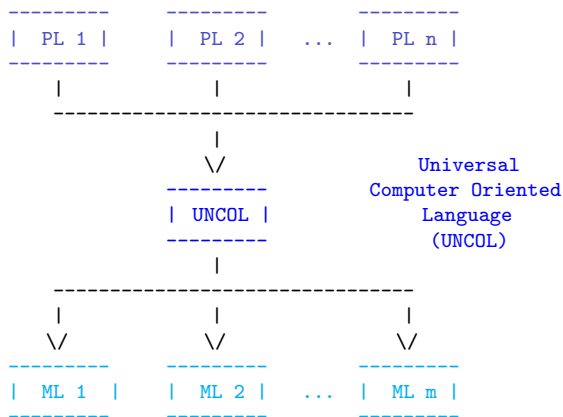 ---------     ---------        ---------
|  PL 1 |     |  PL 2 |  ...   |  PL n |
---------     ---------        ---------
|             |                |
--------------------------------
|
\/
Universal
--------- Computer Oriented
| UNCOL | Language
--------- (UNCOL)
|
--------------------------------
|             |                |
\/            \/               \/
---------     ---------        ---------
|  ML 1  |    |  ML 2 |  ...   |  ML m |
---------     ---------        ---------